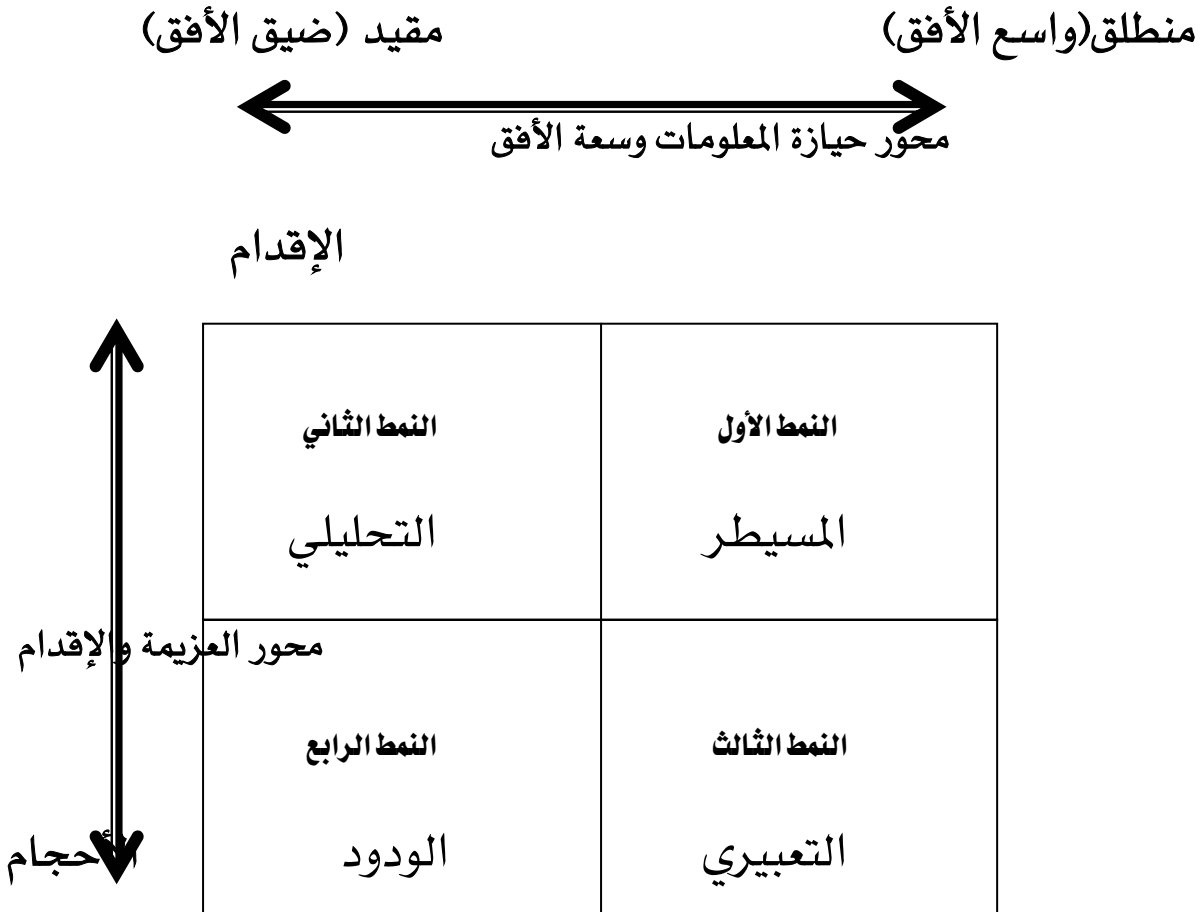 منطلق(واسع الأفق)
مقيد (ضيق الأفق)
محور حيازة المعلومات وسعة الأفق
الإقدام
النمط الأول
النمط الثاني
المسيطر
التحليلي
محور العزيمة والإقدام
النمط الثالث
النمط الرابع
التعبيري
الودود
الأحجام